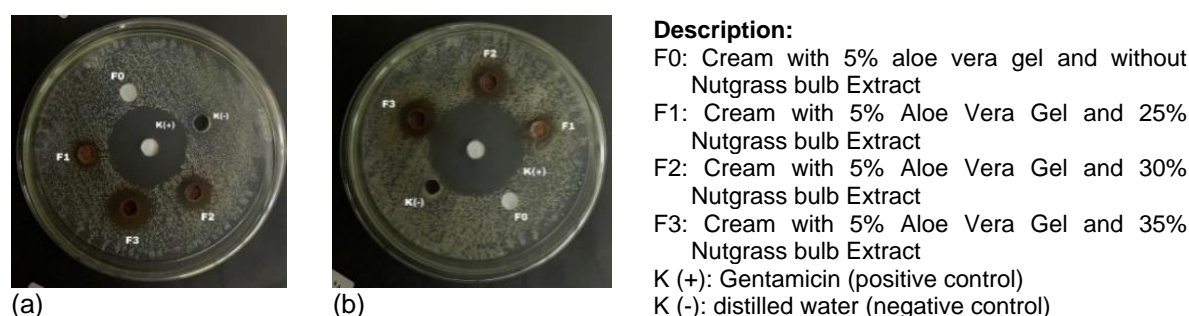 F0
K(-)
K(+)
F1
F2
F3
(a)
F2
F3
F1
K(+)
K(-)
F0
(b)
Description:
F0: Cream with 5% aloe vera gel and without
Nutgrass bulb Extract
F1: Cream with 5% Aloe Vera Gel and 25%
Nutgrass bulb Extract
F2: Cream with 5% Aloe Vera Gel and 30%
Nutgrass bulb Extract
F3: Cream with 5% Aloe Vera Gel and 35%
Nutgrass bulb Extract
K (+): Gentamicin (positive control)
K (-): distilled water (negative control)